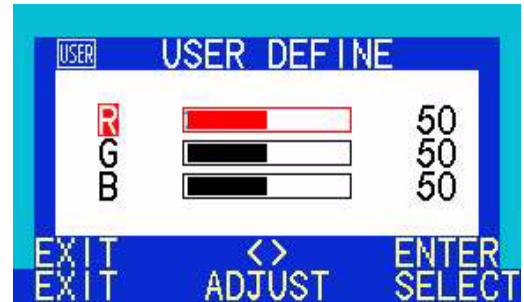 USER USER DEFINE
R 50
G 50
B 50
EXIT <> ENTER
EXIT ADJUST SELECT